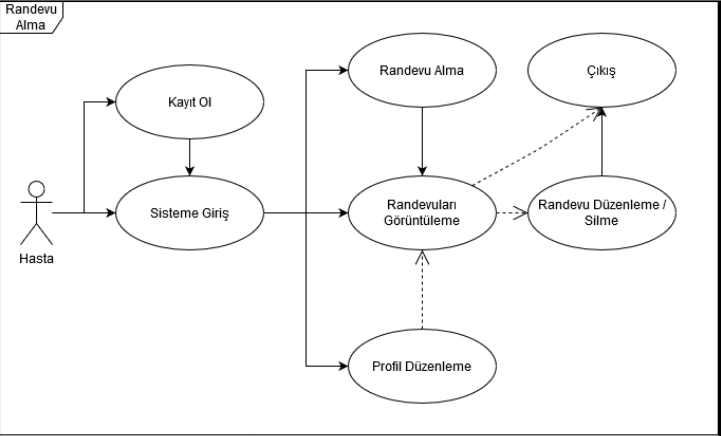 Randevu
Alma
Randevu Alma
Çıkış
Kayıt Ol
Sisteme Giriş
Randevuları
Görüntüleme
Randevu Düzenleme /
Silme
Hasta
Profil Düzenleme